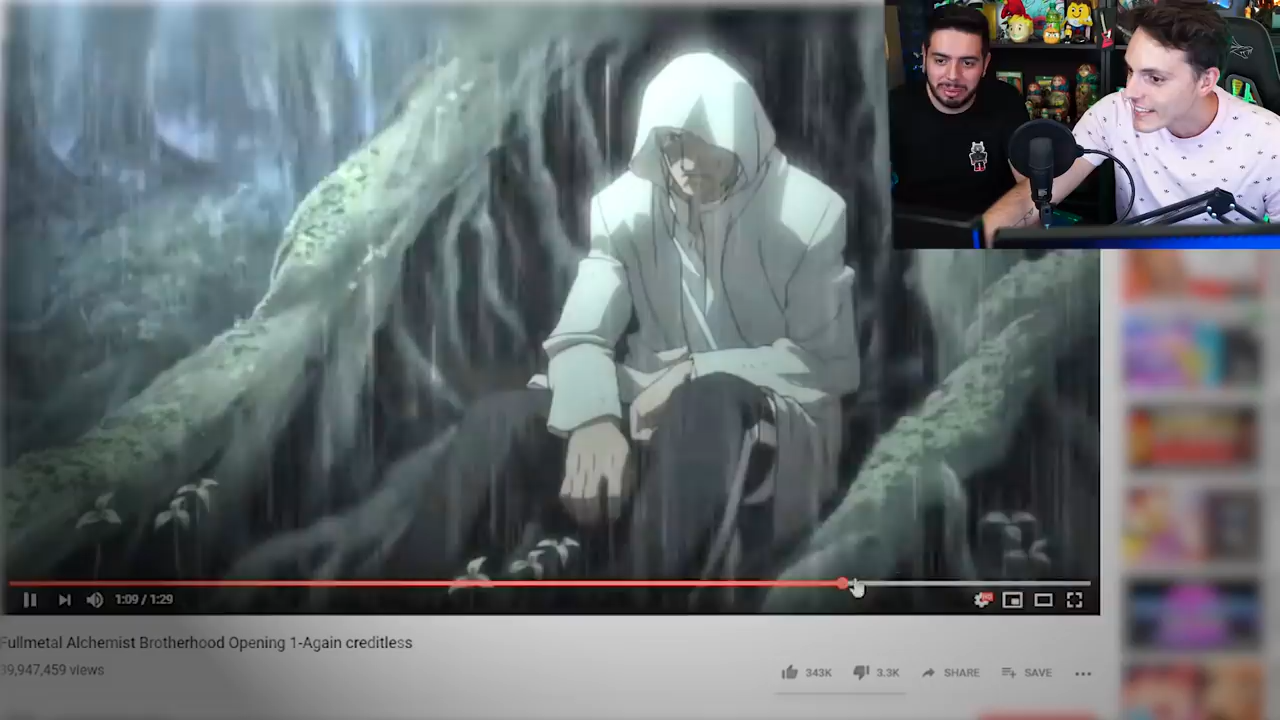 1:09 / 1:29
Fullmetal Alchemist Brotherhood Opening 1-Again creditless
39,947,459 views
343K
3.3K
SHARE
SAVE